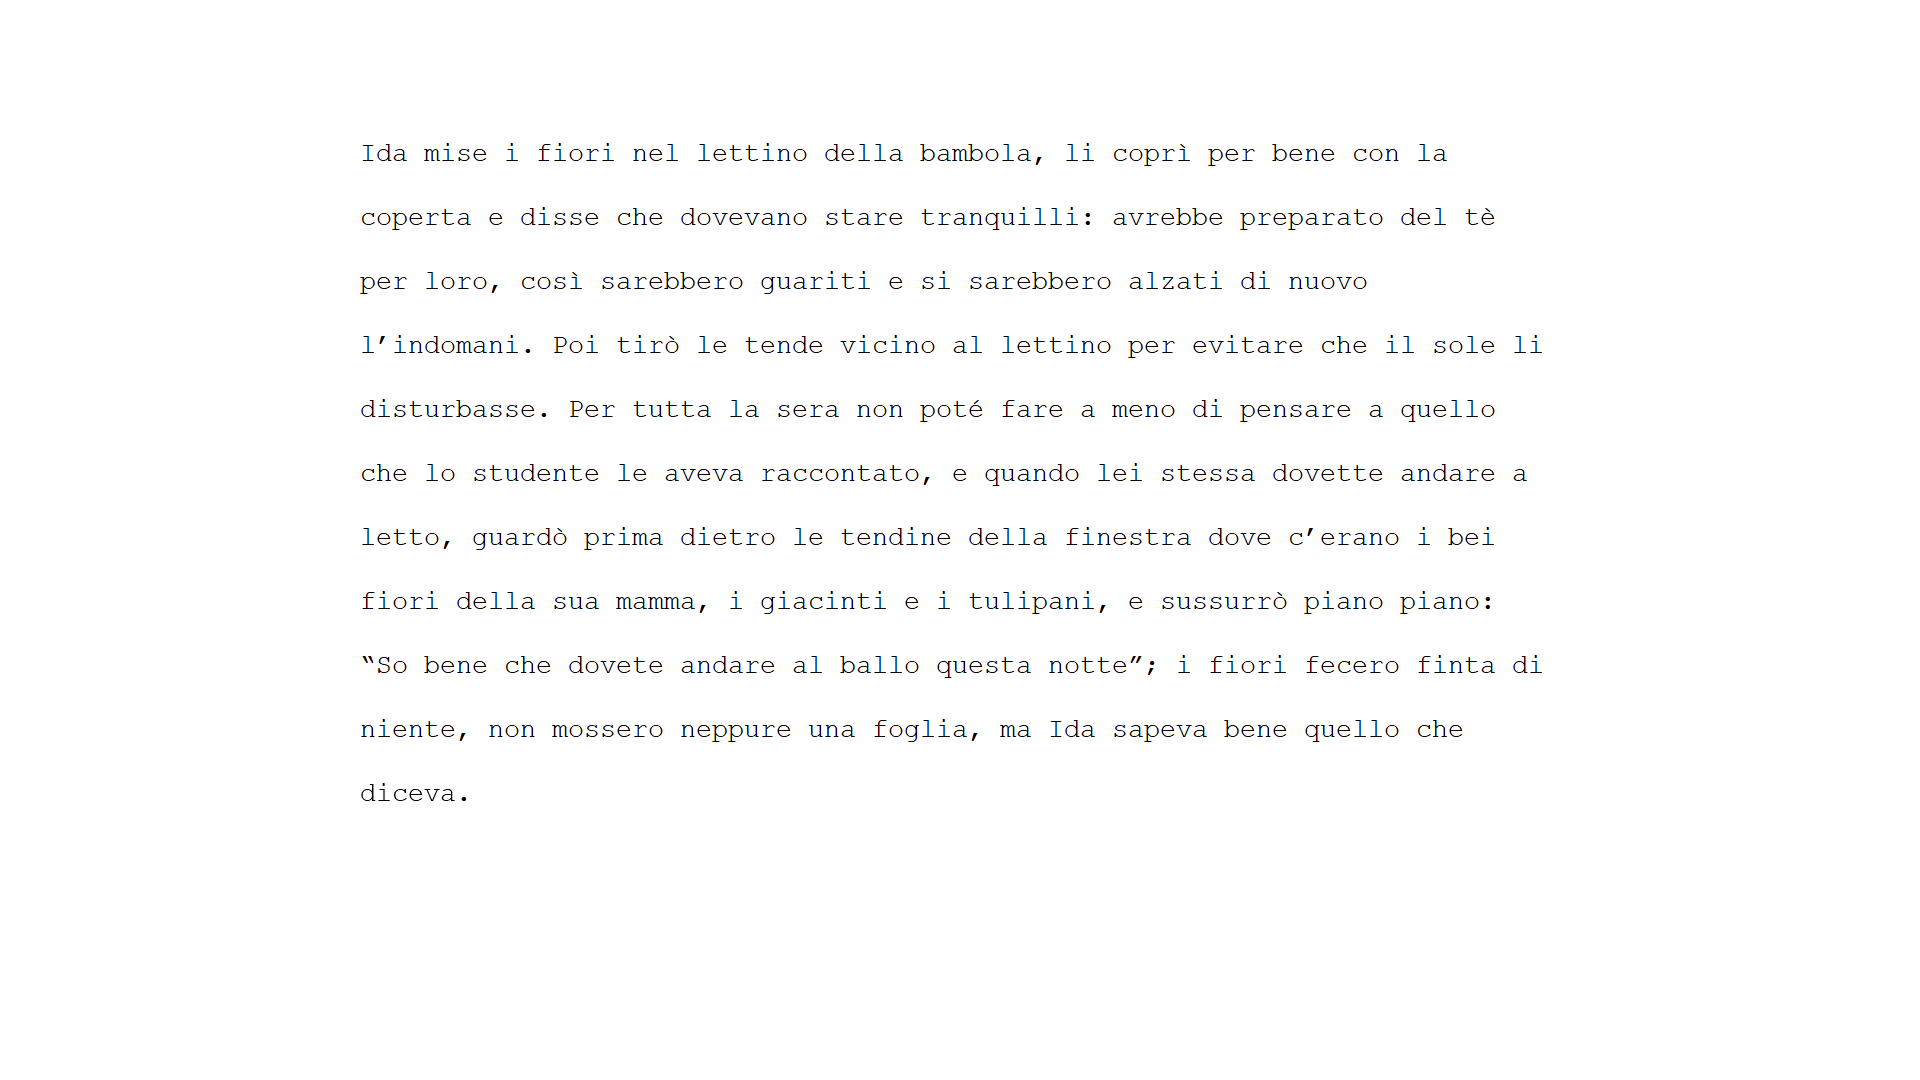 Ida mise i fiori nel lettino della bambola, li coprì per bene con la
coperta e disse che dovevano stare tranquilli: avrebbe preparato del tè
per loro, così sarebbero guariti e si sarebbero alzati di nuovo
l’indomani. Poi tirò le tende vicino al lettino per evitare che il sole li
disturbasse. Per tutta la sera non poté fare a meno di pensare a quello
che lo studente le aveva raccontato, e quando lei stessa dovette andare a
letto, guardò prima dietro le tendine della finestra dove c’erano i bei
fiori della sua mamma, i giacinti e i tulipani, e sussurrò piano piano:
“So bene che dovete andare al ballo questa notte”; i fiori fecero finta di
niente, non mossero neppure una foglia, ma Ida sapeva bene quello che
diceva.